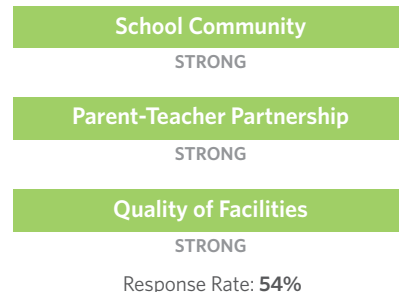 School Community
STRONG
Parent-Teacher Partnership
STRONG
Quality of Facilities
STRONG
Response Rate: 54%